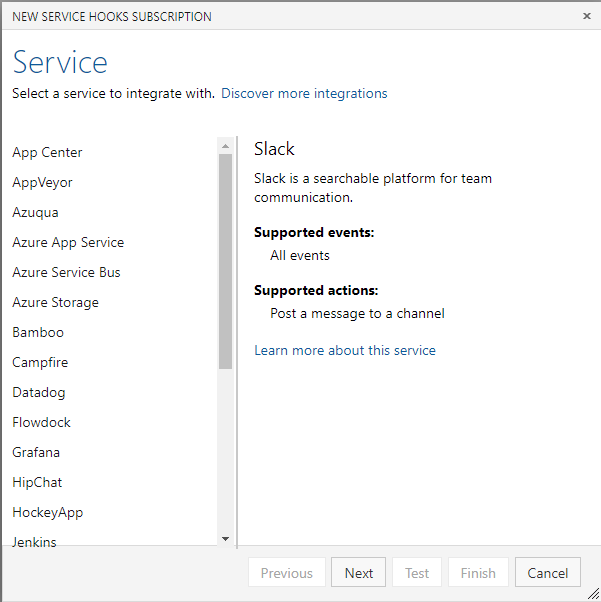 NEW SERVICE HOOKS SUBSCRIPTION
Service
Select a service to integrate with. Discover more integrations
App Center
AppVeyor
Azuqua
Azure App Service
Azure Service Bus
Azure Storage
Bamboo
Campfire
Datadog
Flowdock
Grafana
HipChat
HockeyApp
Jenkins
Slack
Slack is a searchable platform for team
communication.
Supported events:
All events
Supported actions:
Post a message to a channel
Learn more about this service
Previous Next Test Finish Cancel